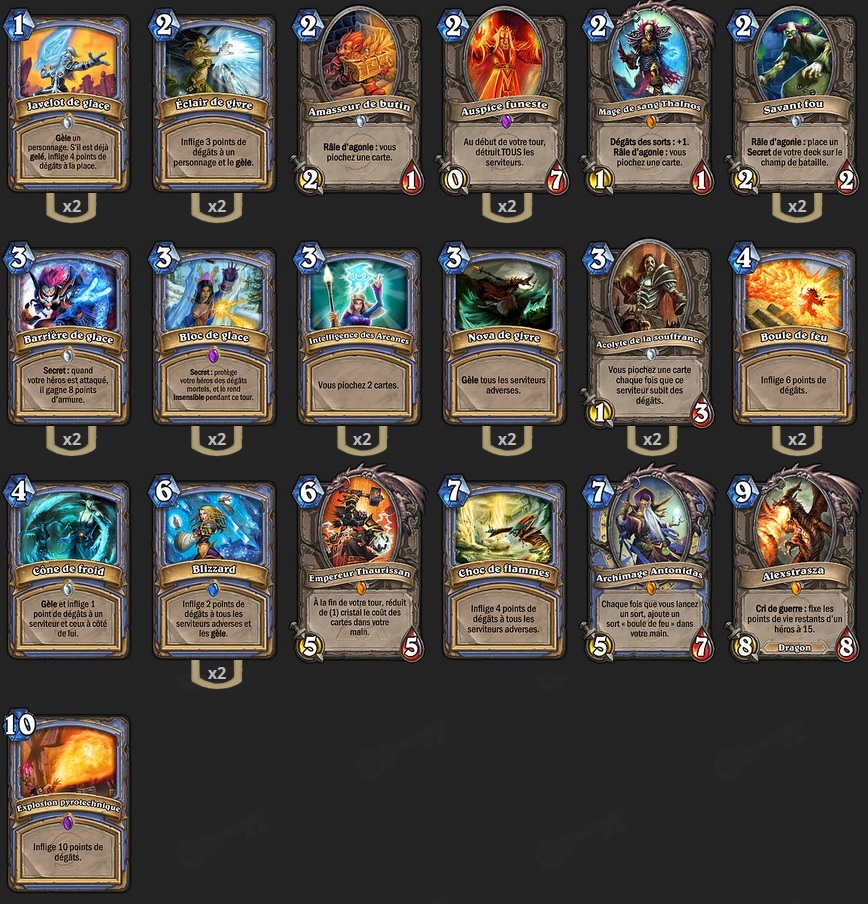 1
Javelot de glace
Gèle un
personnage. S'il est déjà
gelé, inflige 4 points de
dégâts à la place.
x2
2
Éclair de givre
Inflige 3 points de
dégâts à un
personnage et le gèle.
x2
2
Amasseur de butin
Râle d'agonie : vous
piochez une carte.
2
1
2
Auspice funeste
Au début de votre tour,
détruit TOUS les
serviteurs.
0
7
x2
2
Mage de sang Thalnos
Dégâts des sorts : +1.
Râle d'agonie : vous
piochez une carte.
1
1
2
Savant fou
Râle d'agonie : place un
Secret de votre deck sur le
champ de bataille.
2
2
x2
3
Barrière de glace
Secret : quand
votre héros est attaqué,
il gagne 8 points
d'armure.
x2
3
Bloc de glace
Secret : protège
votre héros des dégâts
mortels, et le rend
Insensible pendant ce tour.
x2
3
Intelligence des Arcanes
Vous piochez 2 cartes.
x2
3
Nova de givre
Gèle tous les serviteurs
adverses.
x2
3
Acolyte de la souffrance
Vous piochez une carte
chaque fois que ce
serviteur subit des
dégâts.
1
3
x2
4
Boule de feu
Inflige 6 points de
dégâts.
x2
4
Cône de froid
Gèle et inflige 1
point de dégâts à un
serviteur et ceux à côté
de lui.
6
Blizzard
Inflige 2 points de
dégâts à tous les
serviteurs adverses et
les gèle.
x2
6
Empereur Thaurissan
À la fin de votre tour, réduit
de (1) cristal le coût des
cartes dans votre
main.
5
5
7
Choc de flammes
Inflige 4 points de
dégâts à tous les
serviteurs adverses.
7
Archimage Antonidas
Chaque fois que vous lancez
un sort, ajoute un
sort « boule de feu » dans
votre main.
5
7
9
Alexstrasza
Cri de guerre : fixe les
points de vie restants d'un
héros à 15.
8
Dragon
8
10
Explosion pyrotechnique
Inflige 10 points de
dégâts.